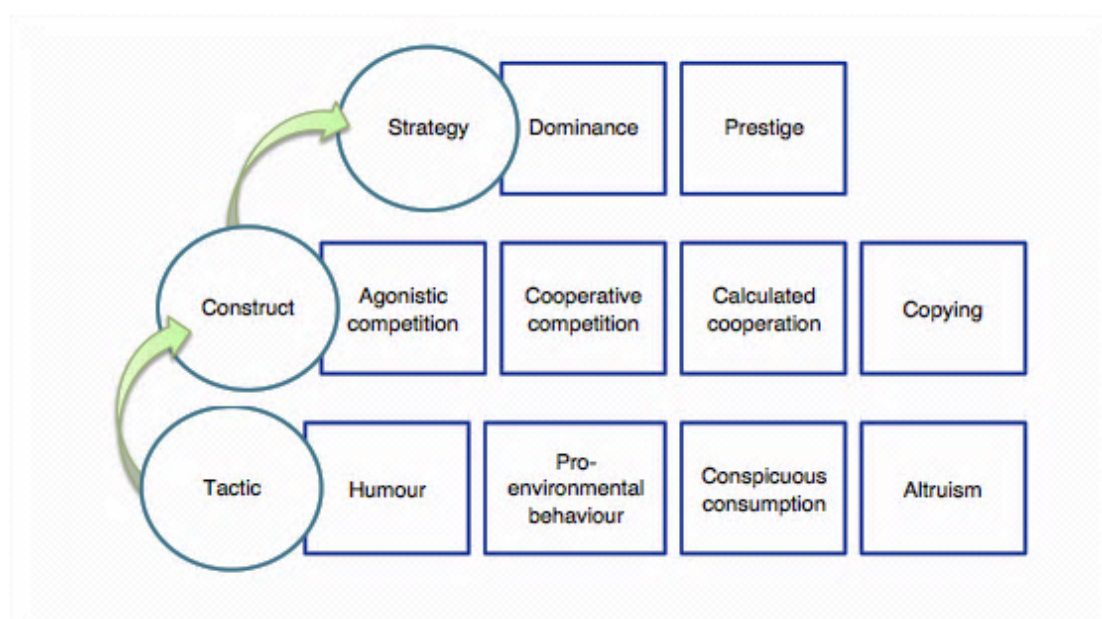 Strategy
Dominance
Prestige
Construct
Agonistic
competition
Cooperative
competition
Calculated
cooperation
Copying
Tactic
Humour
Pro-
environmental
behaviour
Conspicuous
consumption
Altruism